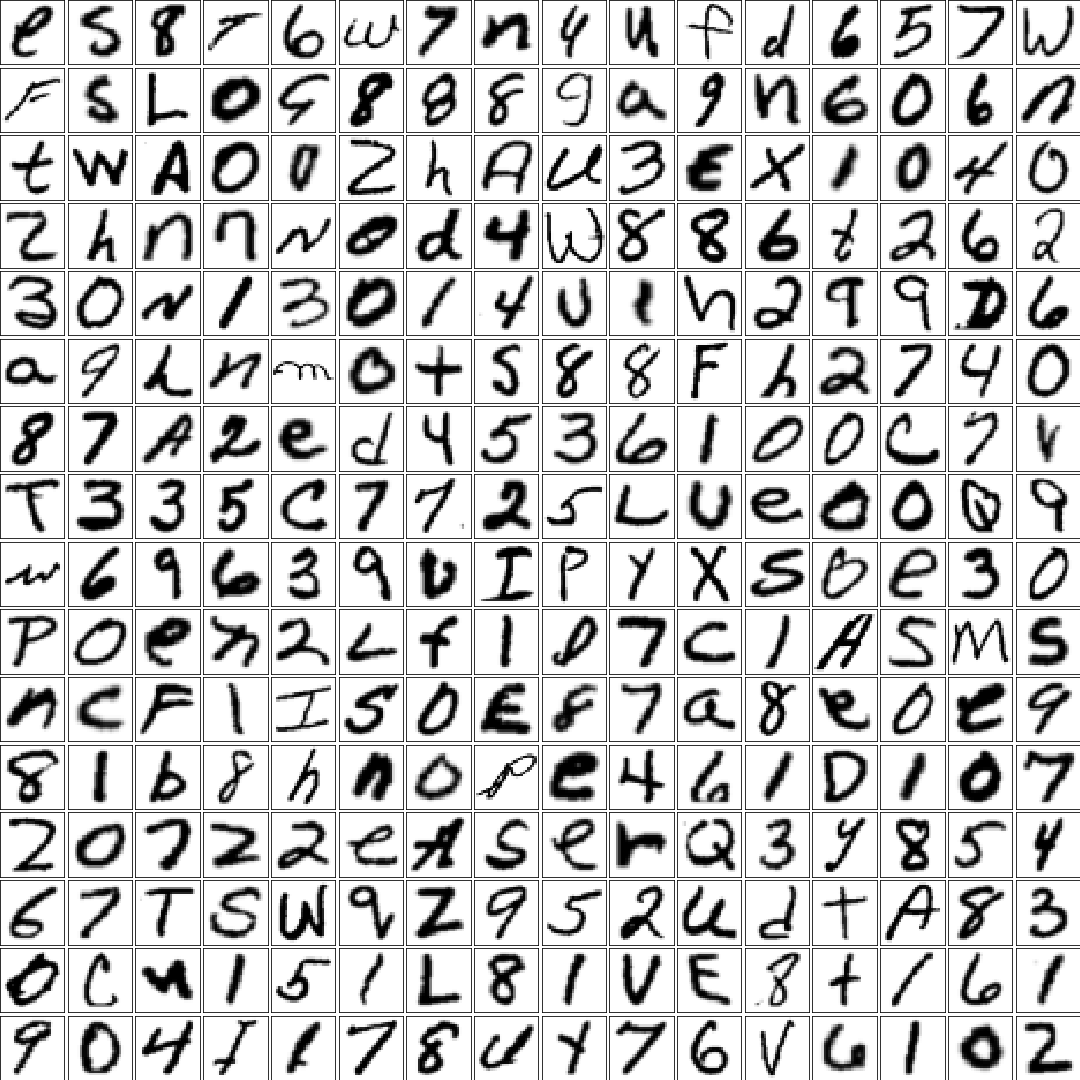 e S 8 r 6 w 7 n 4 u f d 6 5 7 W
F S L 0 G 8 8 8 g a 9 n 6 0 6 n
t W A 0 0 Z h A U 3 E X 1 0 4 0
Z h n n N 0 d 4 W 8 8 6 t 2 6 2
3 0 N 1 3 0 1 4 U 1 h 2 9 9 D 6
a 9 h n m 0 t S 8 8 F h 2 7 4 0
8 7 A 2 e d 4 5 3 6 1 0 0 C 7 V
T 3 3 5 C 7 7 2 5 L U e 0 0 Q 9
w 6 9 6 3 9 U I P Y X S 0 e 3 0
P 0 e n 2 L f 1 D 7 C 1 A S M S
n C F 1 I S 0 E 8 7 a 8 e 0 e 9
8 1 b 8 h n 0 P e 4 6 1 D 1 0 7
2 0 7 2 2 e A S e r Q 3 y 8 5 4
6 7 T S W q Z 9 5 2 U d t A 8 3
0 C n 1 5 1 L 8 1 V E 8 t 1 6 1
9 0 4 I 1 7 8 U Y 7 6 V 6 1 0 2